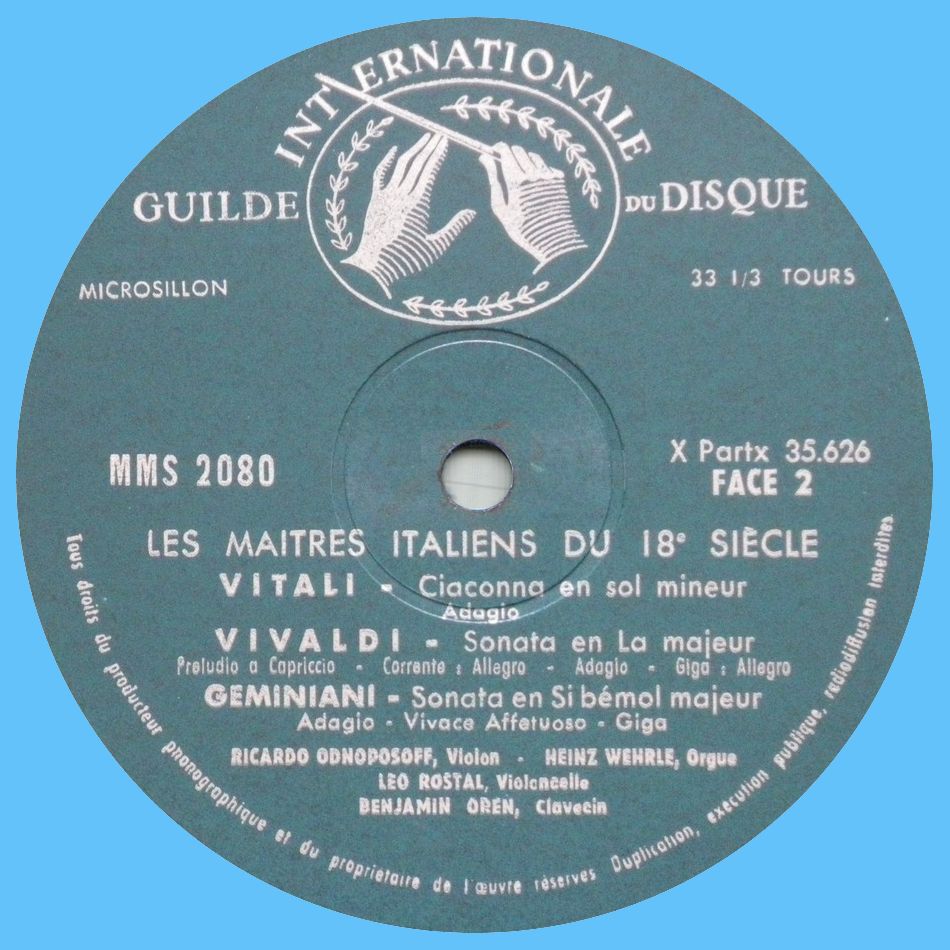 INTERNATIONALE
GUILDE DU DISQUE
MICROSILLON
33 1/3 TOURS
MMS 2080
X Partx 35.626
FACE 2
LES MAITRES ITALIENS DU 18e SIÈCLE
VITALI - Ciaconna en sol mineur
Adagio
VIVALDI - Sonata en La majeur
Preludio a Capriccio - Corrente : Allegro - Adagio - Giga : Allegro
GEMINIANI - Sonata en Si bémol majeur
Adagio - Vivace Affetuoso - Giga
RICARDO ODNOPOSOFF, Violon - HEINZ WEHRLE, Orgue
LEO ROSTAL, Violoncelle
BENJAMIN OREN, Clavecin
Tous droits du producteur phonographique et du proprietaire de l'œuvre réservés Duplication, execution publique, radiodiffusion interdites